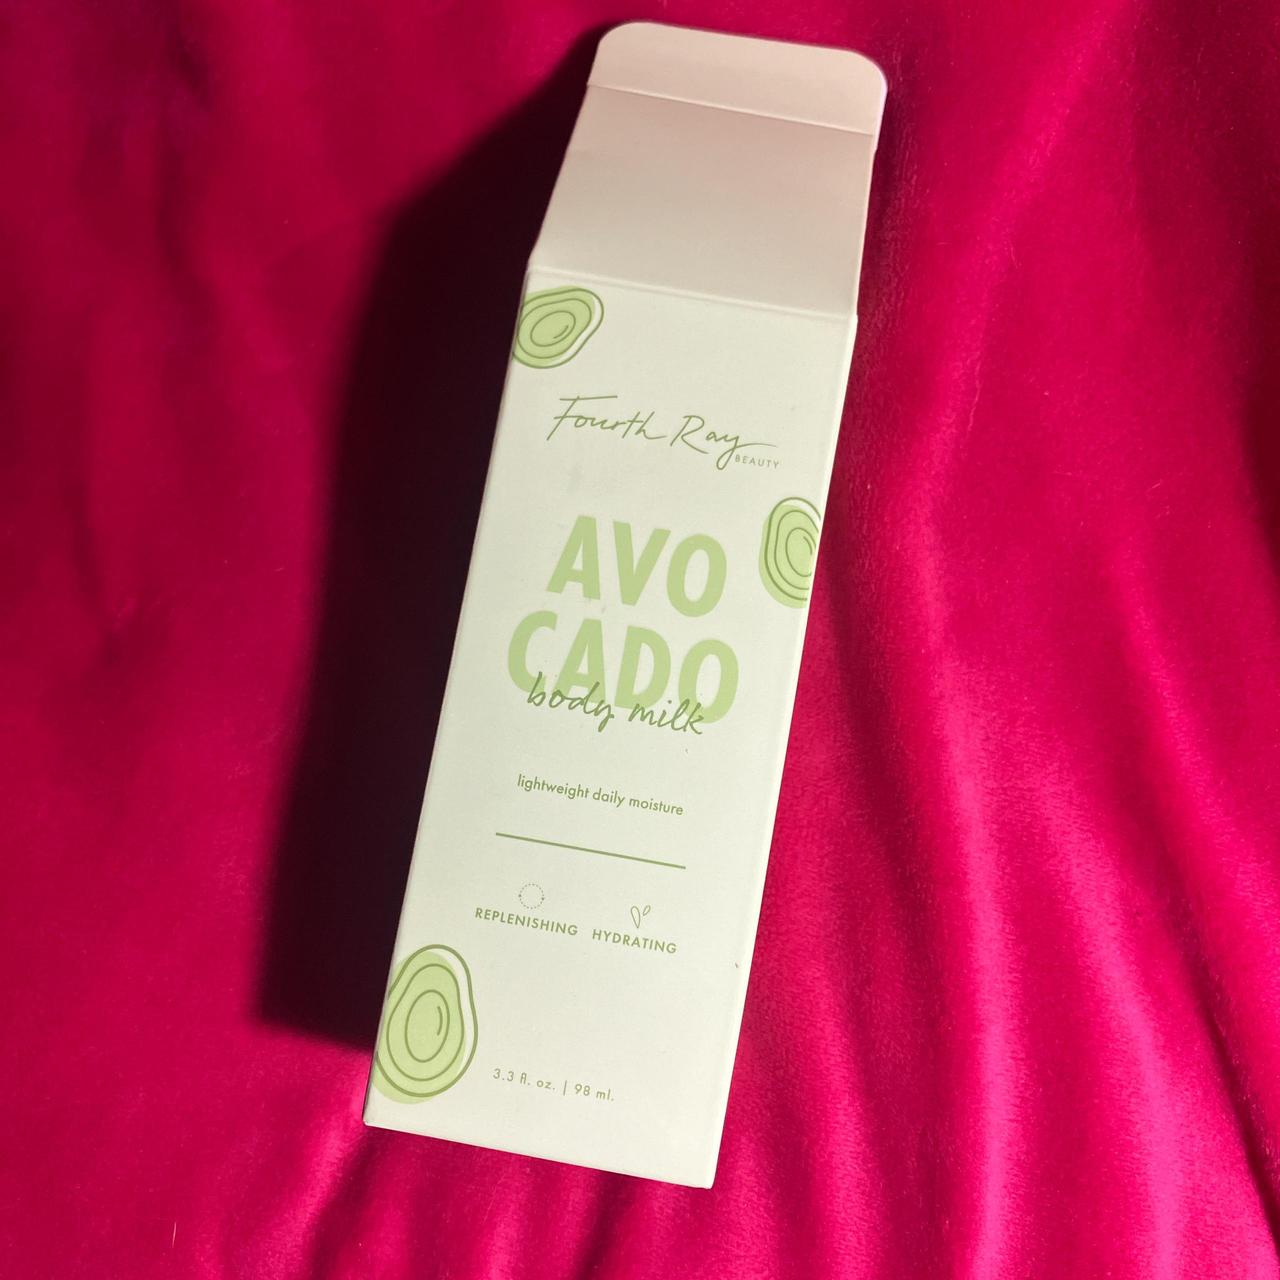 Fourth Ray
BEAUTY
AVO
CADO
body milk
lightweight daily moisture
REPLENISHING HYDRATING
3.3 fl. oz. | 98 ml.